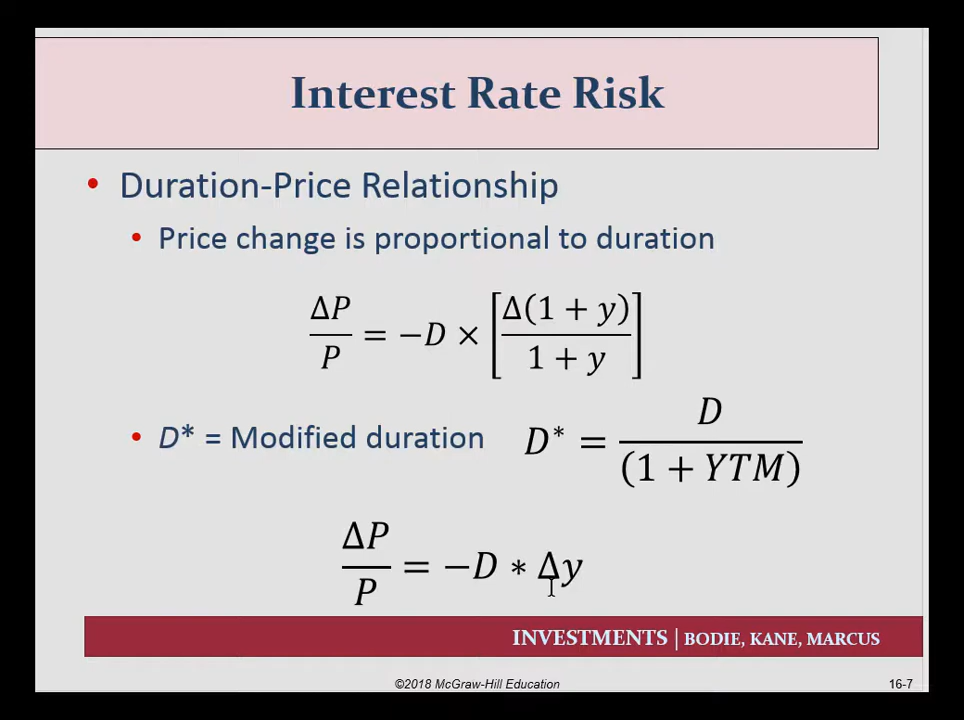 Interest Rate Risk
• Duration-Price Relationship
• Price change is proportional to duration
ΔP/P = −D × [Δ(1 + y)/(1 + y)]
• D* = Modified duration D* = D/(1 + YTM)
ΔP/P = −D * Δy
INVESTMENTS | BODIE, KANE, MARCUS
©2018 McGraw-Hill Education 16-7